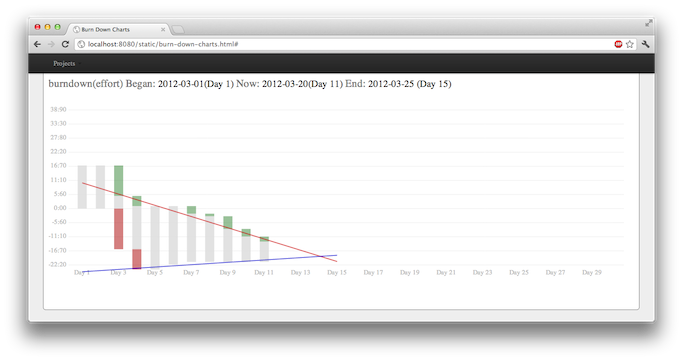 Burn Down Charts
localhost:8080/static/burn-down-charts.html#
ABP
Projects
burndown(effort) Began: 2012-03-01(Day 1) Now: 2012-03-20(Day 11) End: 2012-03-25 (Day 15)
38:90
33:30
27:80
22:20
16:70
11:10
5:60
0:00
-5:60
-11:10
-16:70
-22:20
Day 1 Day 3 Day 5 Day 7 Day 9 Day 11 Day 13 Day 15 Day 17 Day 19 Day 21 Day 23 Day 25 Day 27 Day 29